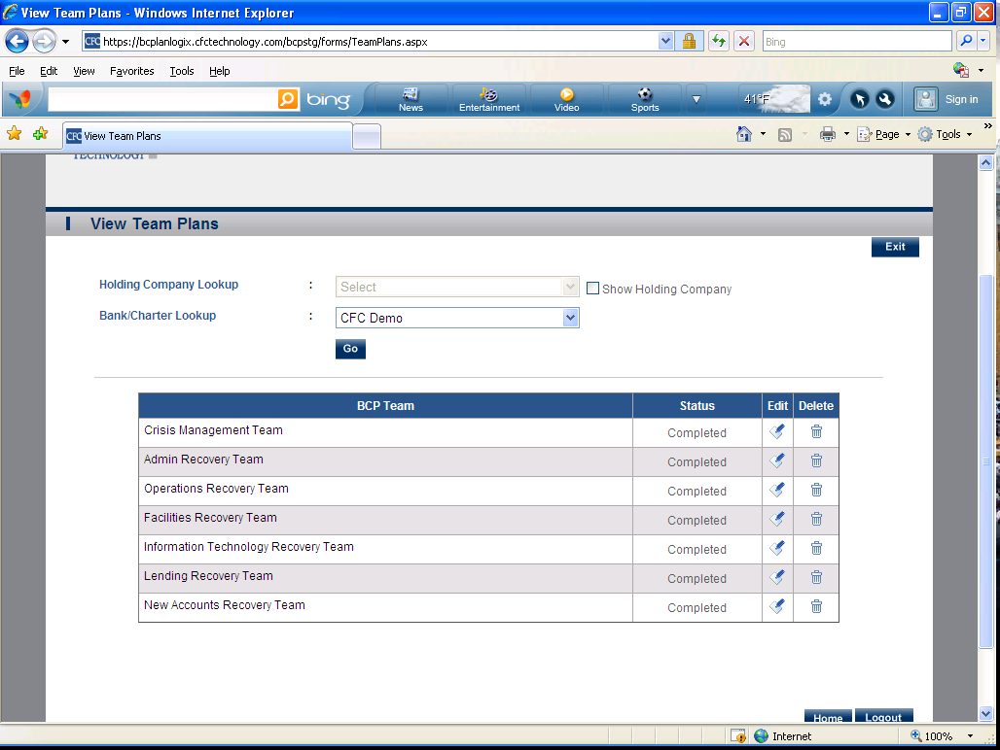 View Team Plans - Windows Internet Explorer
CFC https://bcplanlogix.cfctechnology.com/bcpstg/forms/TeamPlans.aspx Bing
File Edit View Favorites Tools Help
bing News Entertainment Video Sports 41°F Sign in
CFC View Team Plans Page Tools »
TECHNOLOGY
View Team Plans
Exit
Holding Company Lookup : Select Show Holding Company
Bank/Charter Lookup : CFC Demo
Go
BCP Team Status Edit Delete
Crisis Management Team Completed
Admin Recovery Team Completed
Operations Recovery Team Completed
Facilities Recovery Team Completed
Information Technology Recovery Team Completed
Lending Recovery Team Completed
New Accounts Recovery Team Completed
Home Logout
Internet 100%